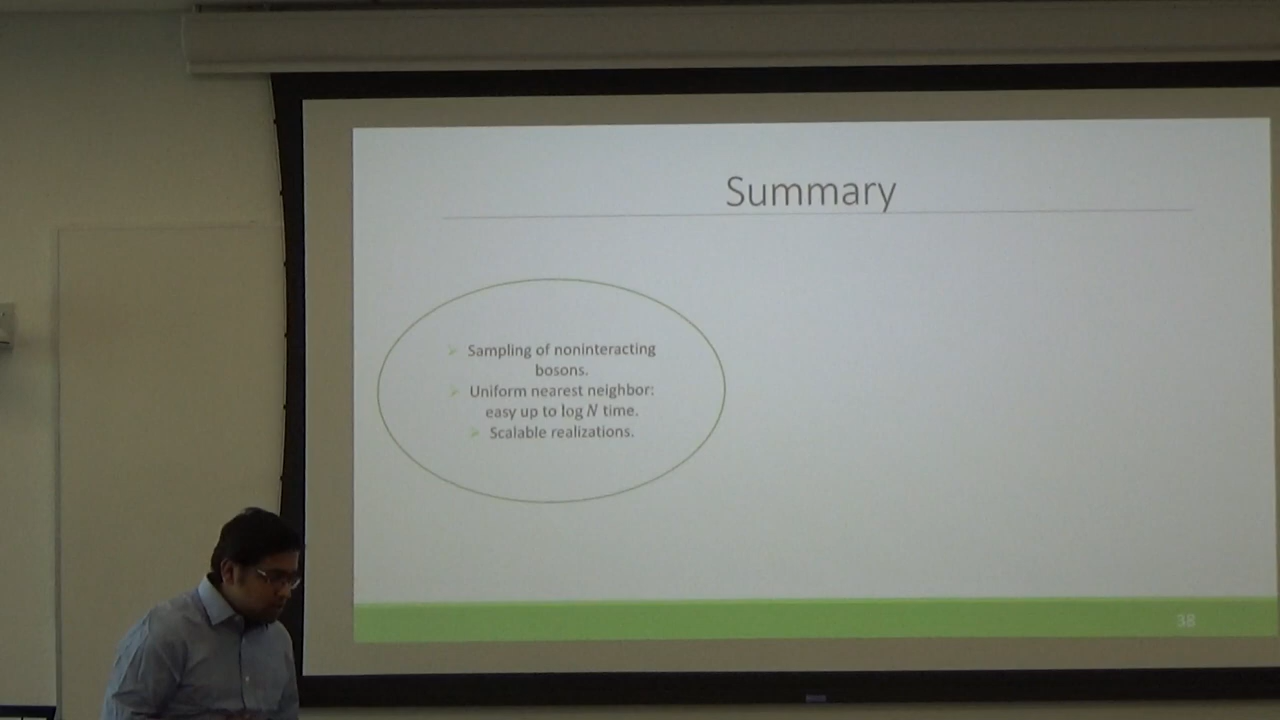 Summary
➢ Sampling of noninteracting
bosons.
➢ Uniform nearest neighbor:
easy up to log N time.
➢ Scalable realizations.
38